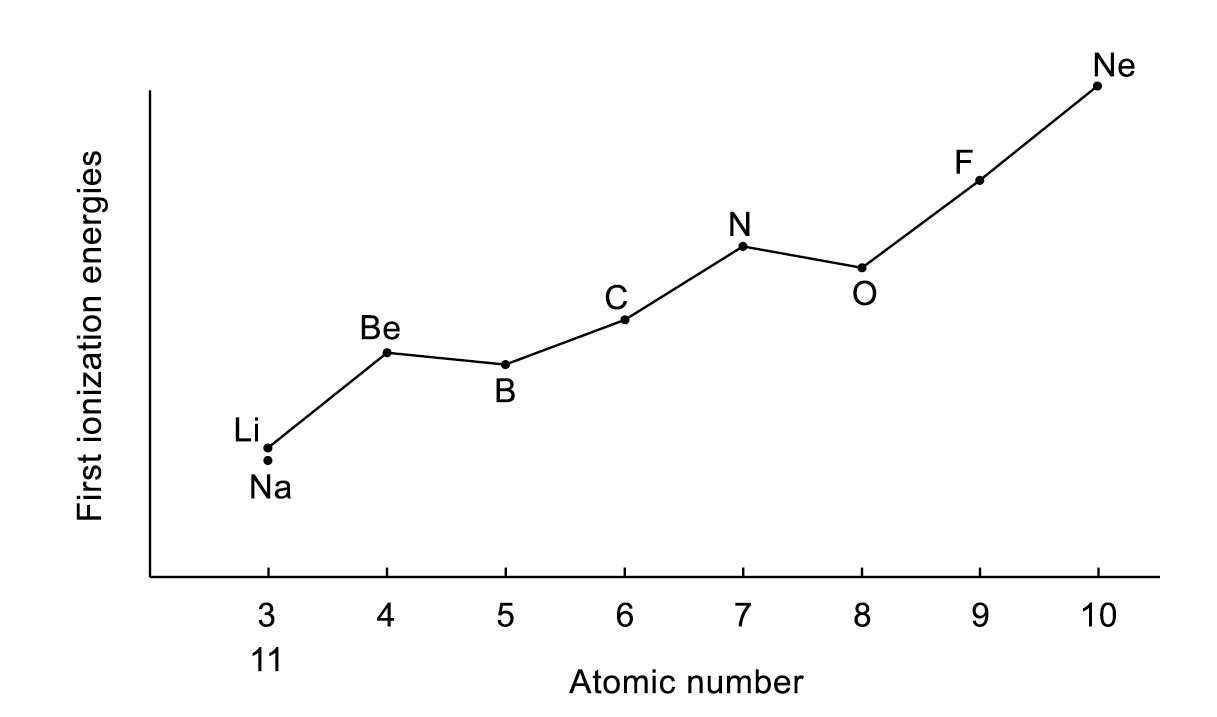 Ne
F
N
O
C
Be
B
Li
Na
First ionization energies
3 4 5 6 7 8 9 10
11
Atomic number